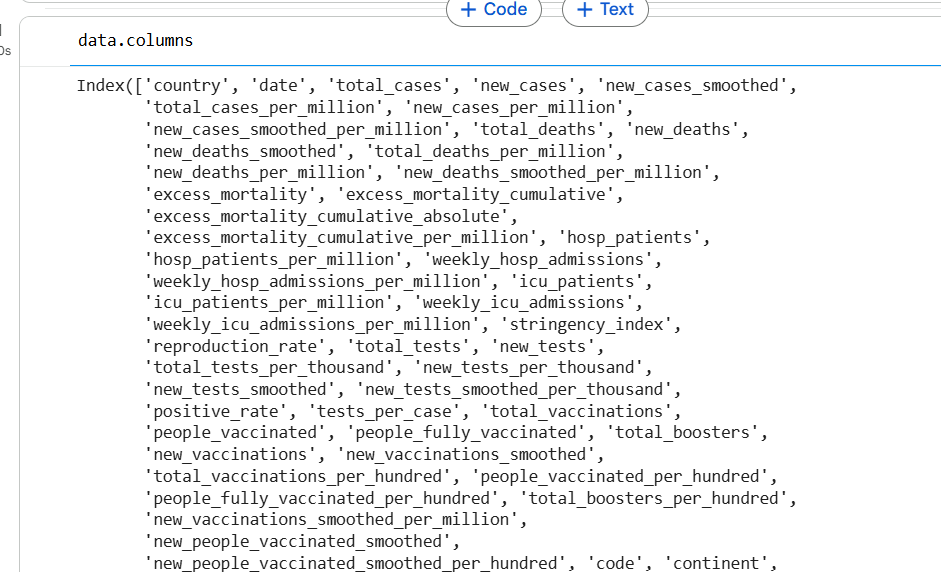 + Code + Text
0s
data.columns
Index(['country', 'date', 'total_cases', 'new_cases', 'new_cases_smoothed',
'total_cases_per_million', 'new_cases_per_million',
'new_cases_smoothed_per_million', 'total_deaths', 'new_deaths',
'new_deaths_smoothed', 'total_deaths_per_million',
'new_deaths_per_million', 'new_deaths_smoothed_per_million',
'excess_mortality', 'excess_mortality_cumulative',
'excess_mortality_cumulative_absolute',
'excess_mortality_cumulative_per_million', 'hosp_patients',
'hosp_patients_per_million', 'weekly_hosp_admissions',
'weekly_hosp_admissions_per_million', 'icu_patients',
'icu_patients_per_million', 'weekly_icu_admissions',
'weekly_icu_admissions_per_million', 'stringency_index',
'reproduction_rate', 'total_tests', 'new_tests',
'total_tests_per_thousand', 'new_tests_per_thousand',
'new_tests_smoothed', 'new_tests_smoothed_per_thousand',
'positive_rate', 'tests_per_case', 'total_vaccinations',
'people_vaccinated', 'people_fully_vaccinated', 'total_boosters',
'new_vaccinations', 'new_vaccinations_smoothed',
'total_vaccinations_per_hundred', 'people_vaccinated_per_hundred',
'people_fully_vaccinated_per_hundred', 'total_boosters_per_hundred',
'new_vaccinations_smoothed_per_million',
'new_people_vaccinated_smoothed',
'new_people_vaccinated_smoothed_per_hundred', 'code', 'continent',